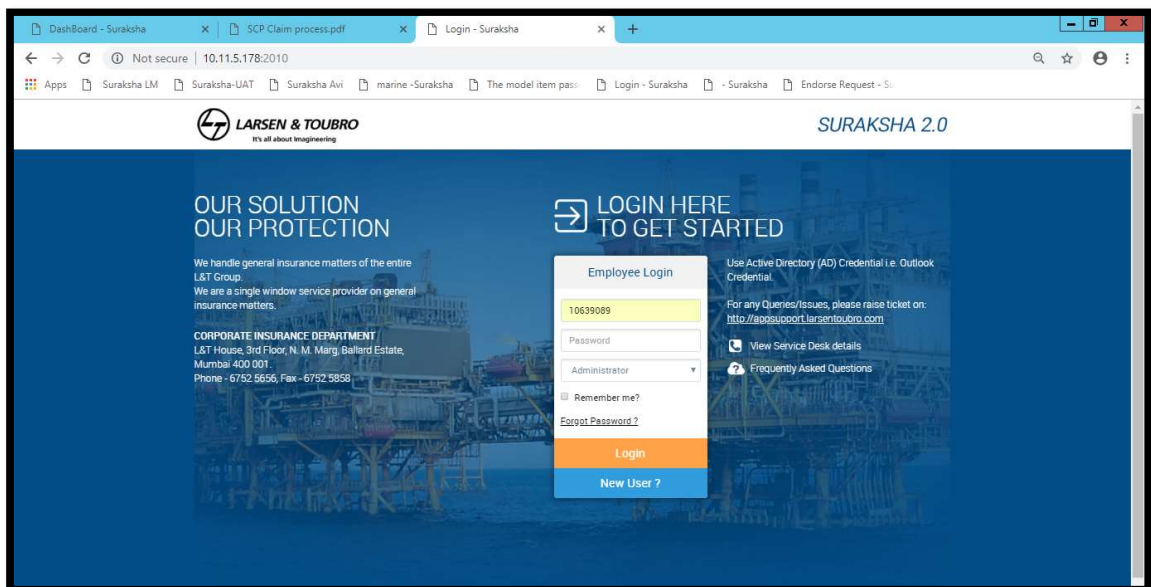 DashBoard - Suraksha
SCP Claim process.pdf
Login - Suraksha
Not secure | 10.11.5.178:2010
Apps
Suraksha LM
Suraksha-UAT
Suraksha Avi
marine -Suraksha
The model item pass
Login - Suraksha
- Suraksha
Endorse Request - Su
LARSEN & TOUBRO
It's all about Imagineering
SURAKSHA 2.0
OUR SOLUTION
OUR PROTECTION
We handle general insurance matters of the entire
L&T Group.
We are a single window service provider on general
insurance matters.
CORPORATE INSURANCE DEPARTMENT
L&T House, 3rd Floor, N. M. Marg, Ballard Estate,
Mumbai 400 001.
Phone - 6752 5656, Fax - 6752 5858
LOGIN HERE
TO GET STARTED
Employee Login
10639089
Password
Administrator
Remember me?
Forgot Password ?
Login
New User ?
Use Active Directory (AD) Credential i.e. Outlook
Credential.
For any Queries/Issues, please raise ticket on:
http://appsupport.larsentoubro.com
View Service Desk details
Frequently Asked Questions